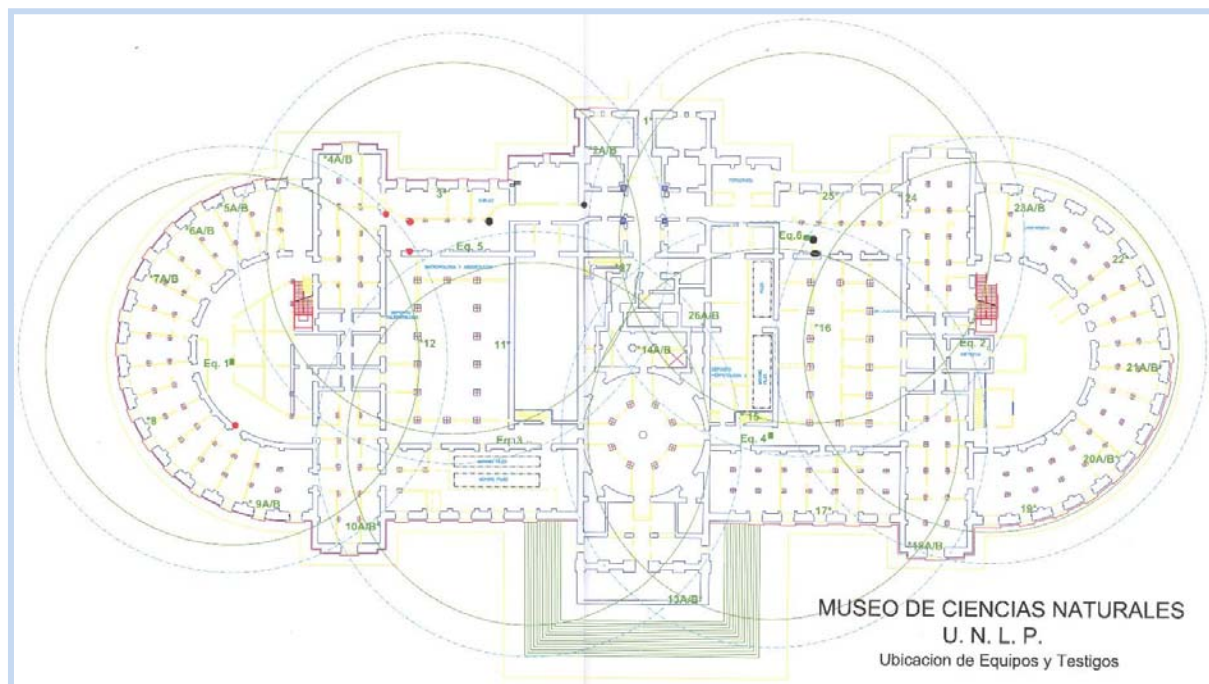 1*
*2A/B
*4A/B
3*
25*
*24
*5A/B
23A/B
*6A/B
Eq. 5
Eq.6
22*
*7A/B
26A/B
*16
*12
11*
*14A/B
Eq. 2
Eq. 1
21A/B
*15
*8
Eq. 3
Eq. 4
20A/B*
*9A/B
17*
19*
10A/B*
*18A/B
13A/B*
MUSEO DE CIENCIAS NATURALES
U. N. L. P.
Ubicacion de Equipos y Testigos